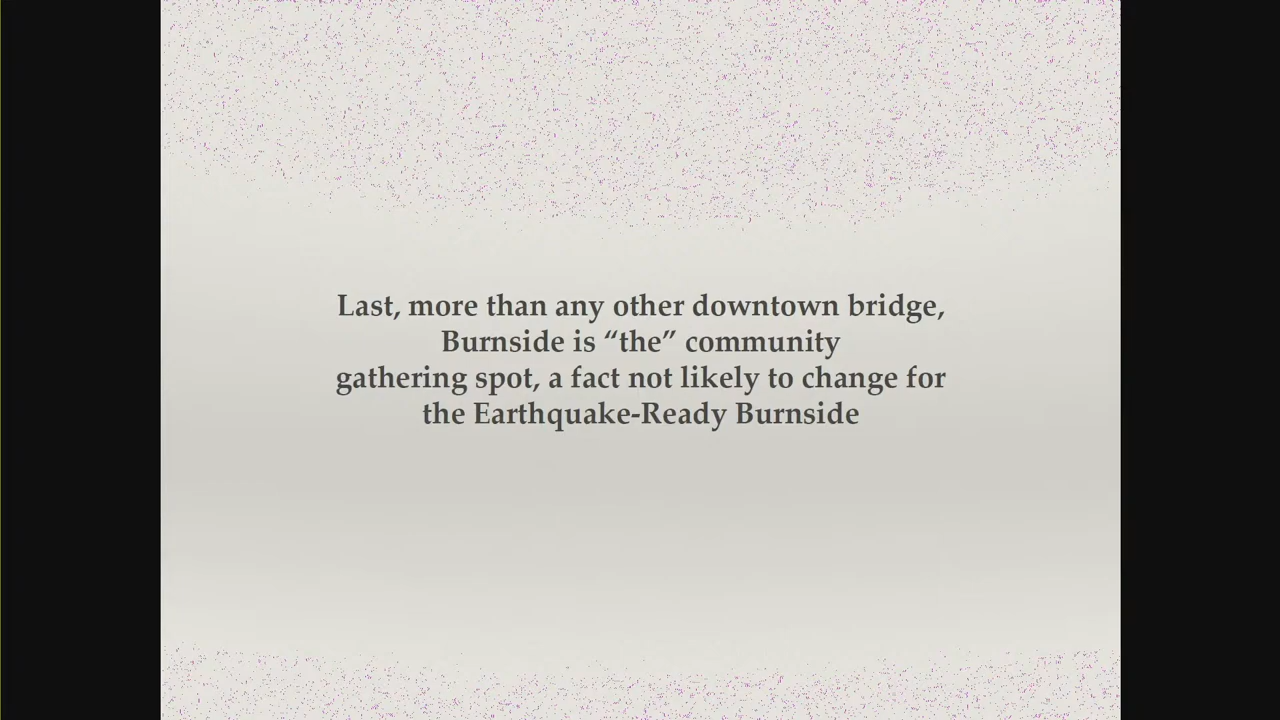 Last, more than any other downtown bridge,
Burnside is “the” community
gathering spot, a fact not likely to change for
the Earthquake-Ready Burnside